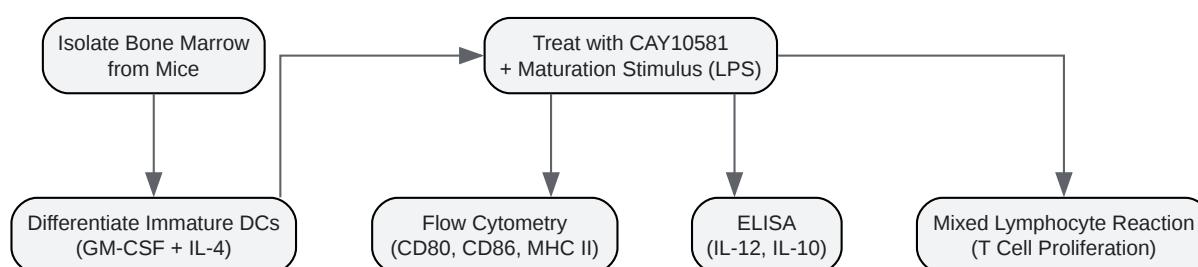 Isolate Bone Marrow
from Mice
Treat with CAY10581
+ Maturation Stimulus (LPS)
Differentiate Immature DCs
(GM-CSF + IL-4)
Flow Cytometry
(CD80, CD86, MHC II)
ELISA
(IL-12, IL-10)
Mixed Lymphocyte Reaction
(T Cell Proliferation)